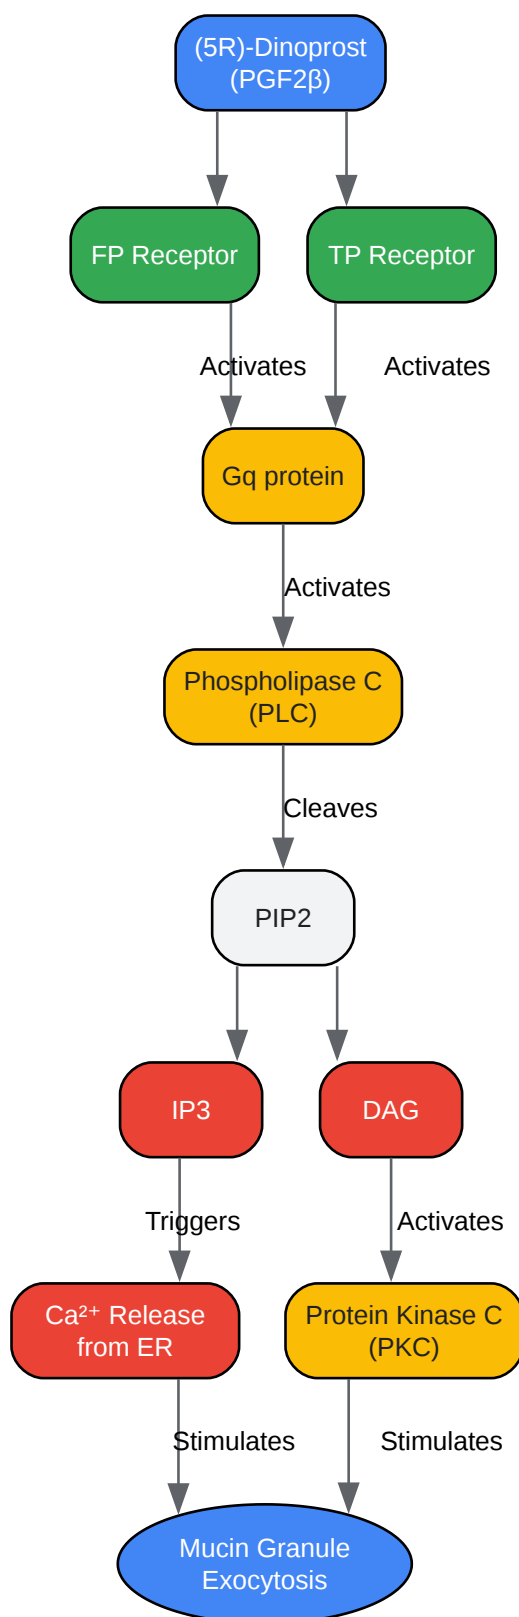 (5R)-Dinoprost
(PGF2β)
FP Receptor
TP Receptor
Activates
Activates
Gq protein
Activates
Phospholipase C
(PLC)
Cleaves
PIP2
IP3
DAG
Triggers
Activates
Ca²⁺ Release
from ER
Protein Kinase C
(PKC)
Stimulates
Stimulates
Mucin Granule
Exocytosis